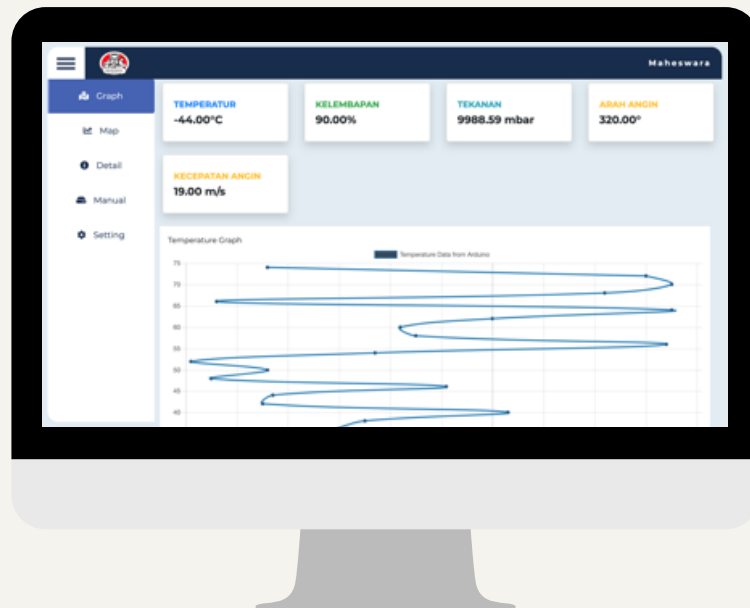 Maheswara
Graph
Map
Detail
Manual
Setting
TEMPERATUR
-44.00°C
KELEMBAPAN
90.00%
TEKANAN
9988.59 mbar
ARAH ANGIN
320.00°
KECEPATAN ANGIN
19.00 m/s
Temperature Graph
Temperature Data from Arduino
75
70
65
60
55
50
45
40